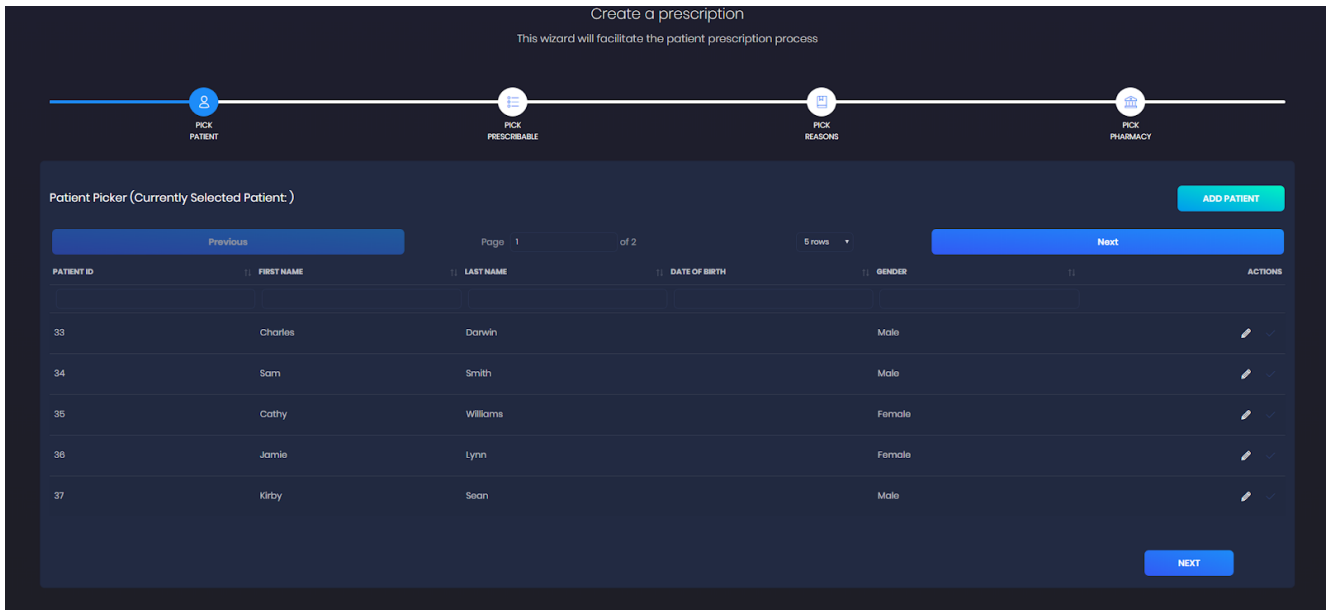 Create a prescription
This wizard will facilitate the patient prescription process
PICK PATIENT
PICK PRESCRIBABLE
PICK REASONS
PICK PHARMACY
Patient Picker (Currently Selected Patient: )
ADD PATIENT
Previous Page 1 of 2 5 rows Next
PATIENT ID FIRST NAME LAST NAME DATE OF BIRTH GENDER ACTIONS
33 Charles Darwin Male
34 Sam Smith Male
35 Cathy Williams Female
36 Jamie Lynn Female
37 Kirby Sean Male
NEXT